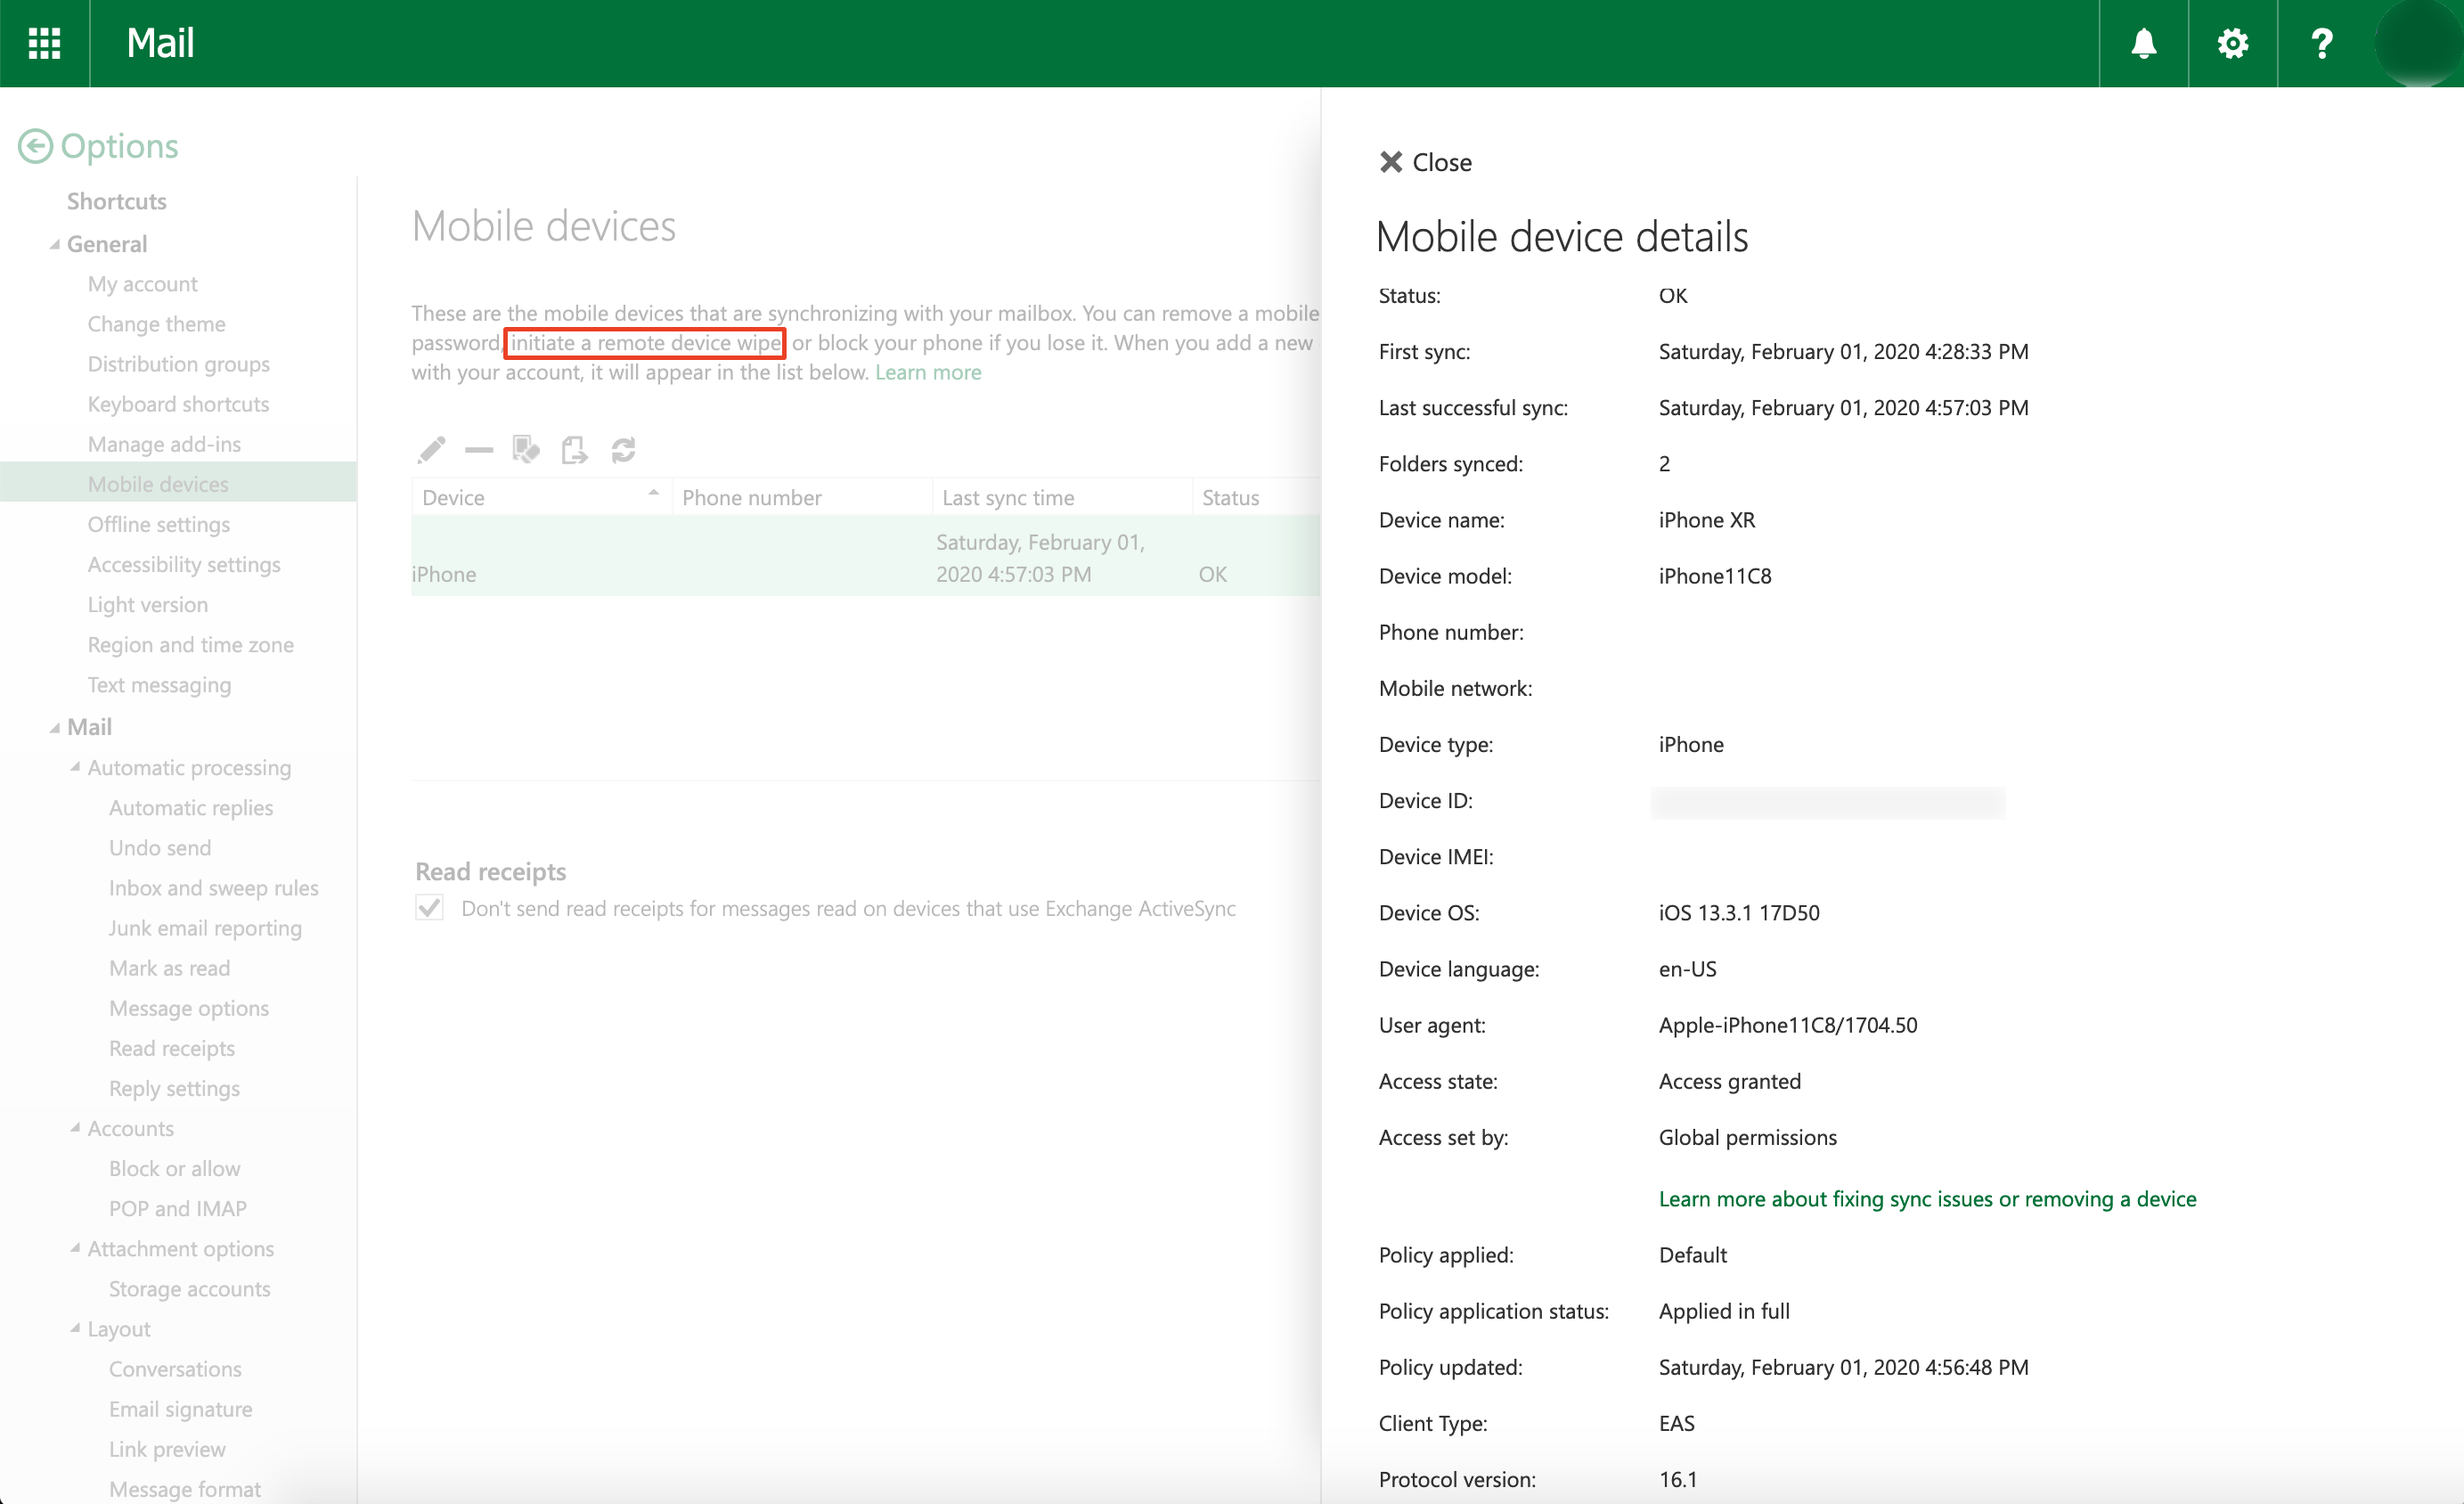 Mail
?
Options
Shortcuts
General
My account
Change theme
Distribution groups
Keyboard shortcuts
Manage add-ins
Mobile devices
Offline settings
Accessibility settings
Light version
Region and time zone
Text messaging
Mail
Automatic processing
Automatic replies
Undo send
Inbox and sweep rules
Junk email reporting
Mark as read
Message options
Read receipts
Reply settings
Accounts
Block or allow
POP and IMAP
Attachment options
Storage accounts
Layout
Conversations
Email signature
Link preview
Message format
Mobile devices
These are the mobile devices that are synchronizing with your mailbox. You can remove a mobile
password, initiate a remote device wipe or block your phone if you lose it. When you add a new
with your account, it will appear in the list below. Learn more
Device Phone number Last sync time Status
Saturday, February 01,
iPhone 2020 4:57:03 PM OK
Read receipts
Don't send read receipts for messages read on devices that use Exchange ActiveSync
Close
Mobile device details
Status: OK
First sync: Saturday, February 01, 2020 4:28:33 PM
Last successful sync: Saturday, February 01, 2020 4:57:03 PM
Folders synced: 2
Device name: iPhone XR
Device model: iPhone11C8
Phone number:
Mobile network:
Device type: iPhone
Device ID:
Device IMEI:
Device OS: iOS 13.3.1 17D50
Device language: en-US
User agent: Apple-iPhone11C8/1704.50
Access state: Access granted
Access set by: Global permissions
Learn more about fixing sync issues or removing a device
Policy applied: Default
Policy application status: Applied in full
Policy updated: Saturday, February 01, 2020 4:56:48 PM
Client Type: EAS
Protocol version: 16.1